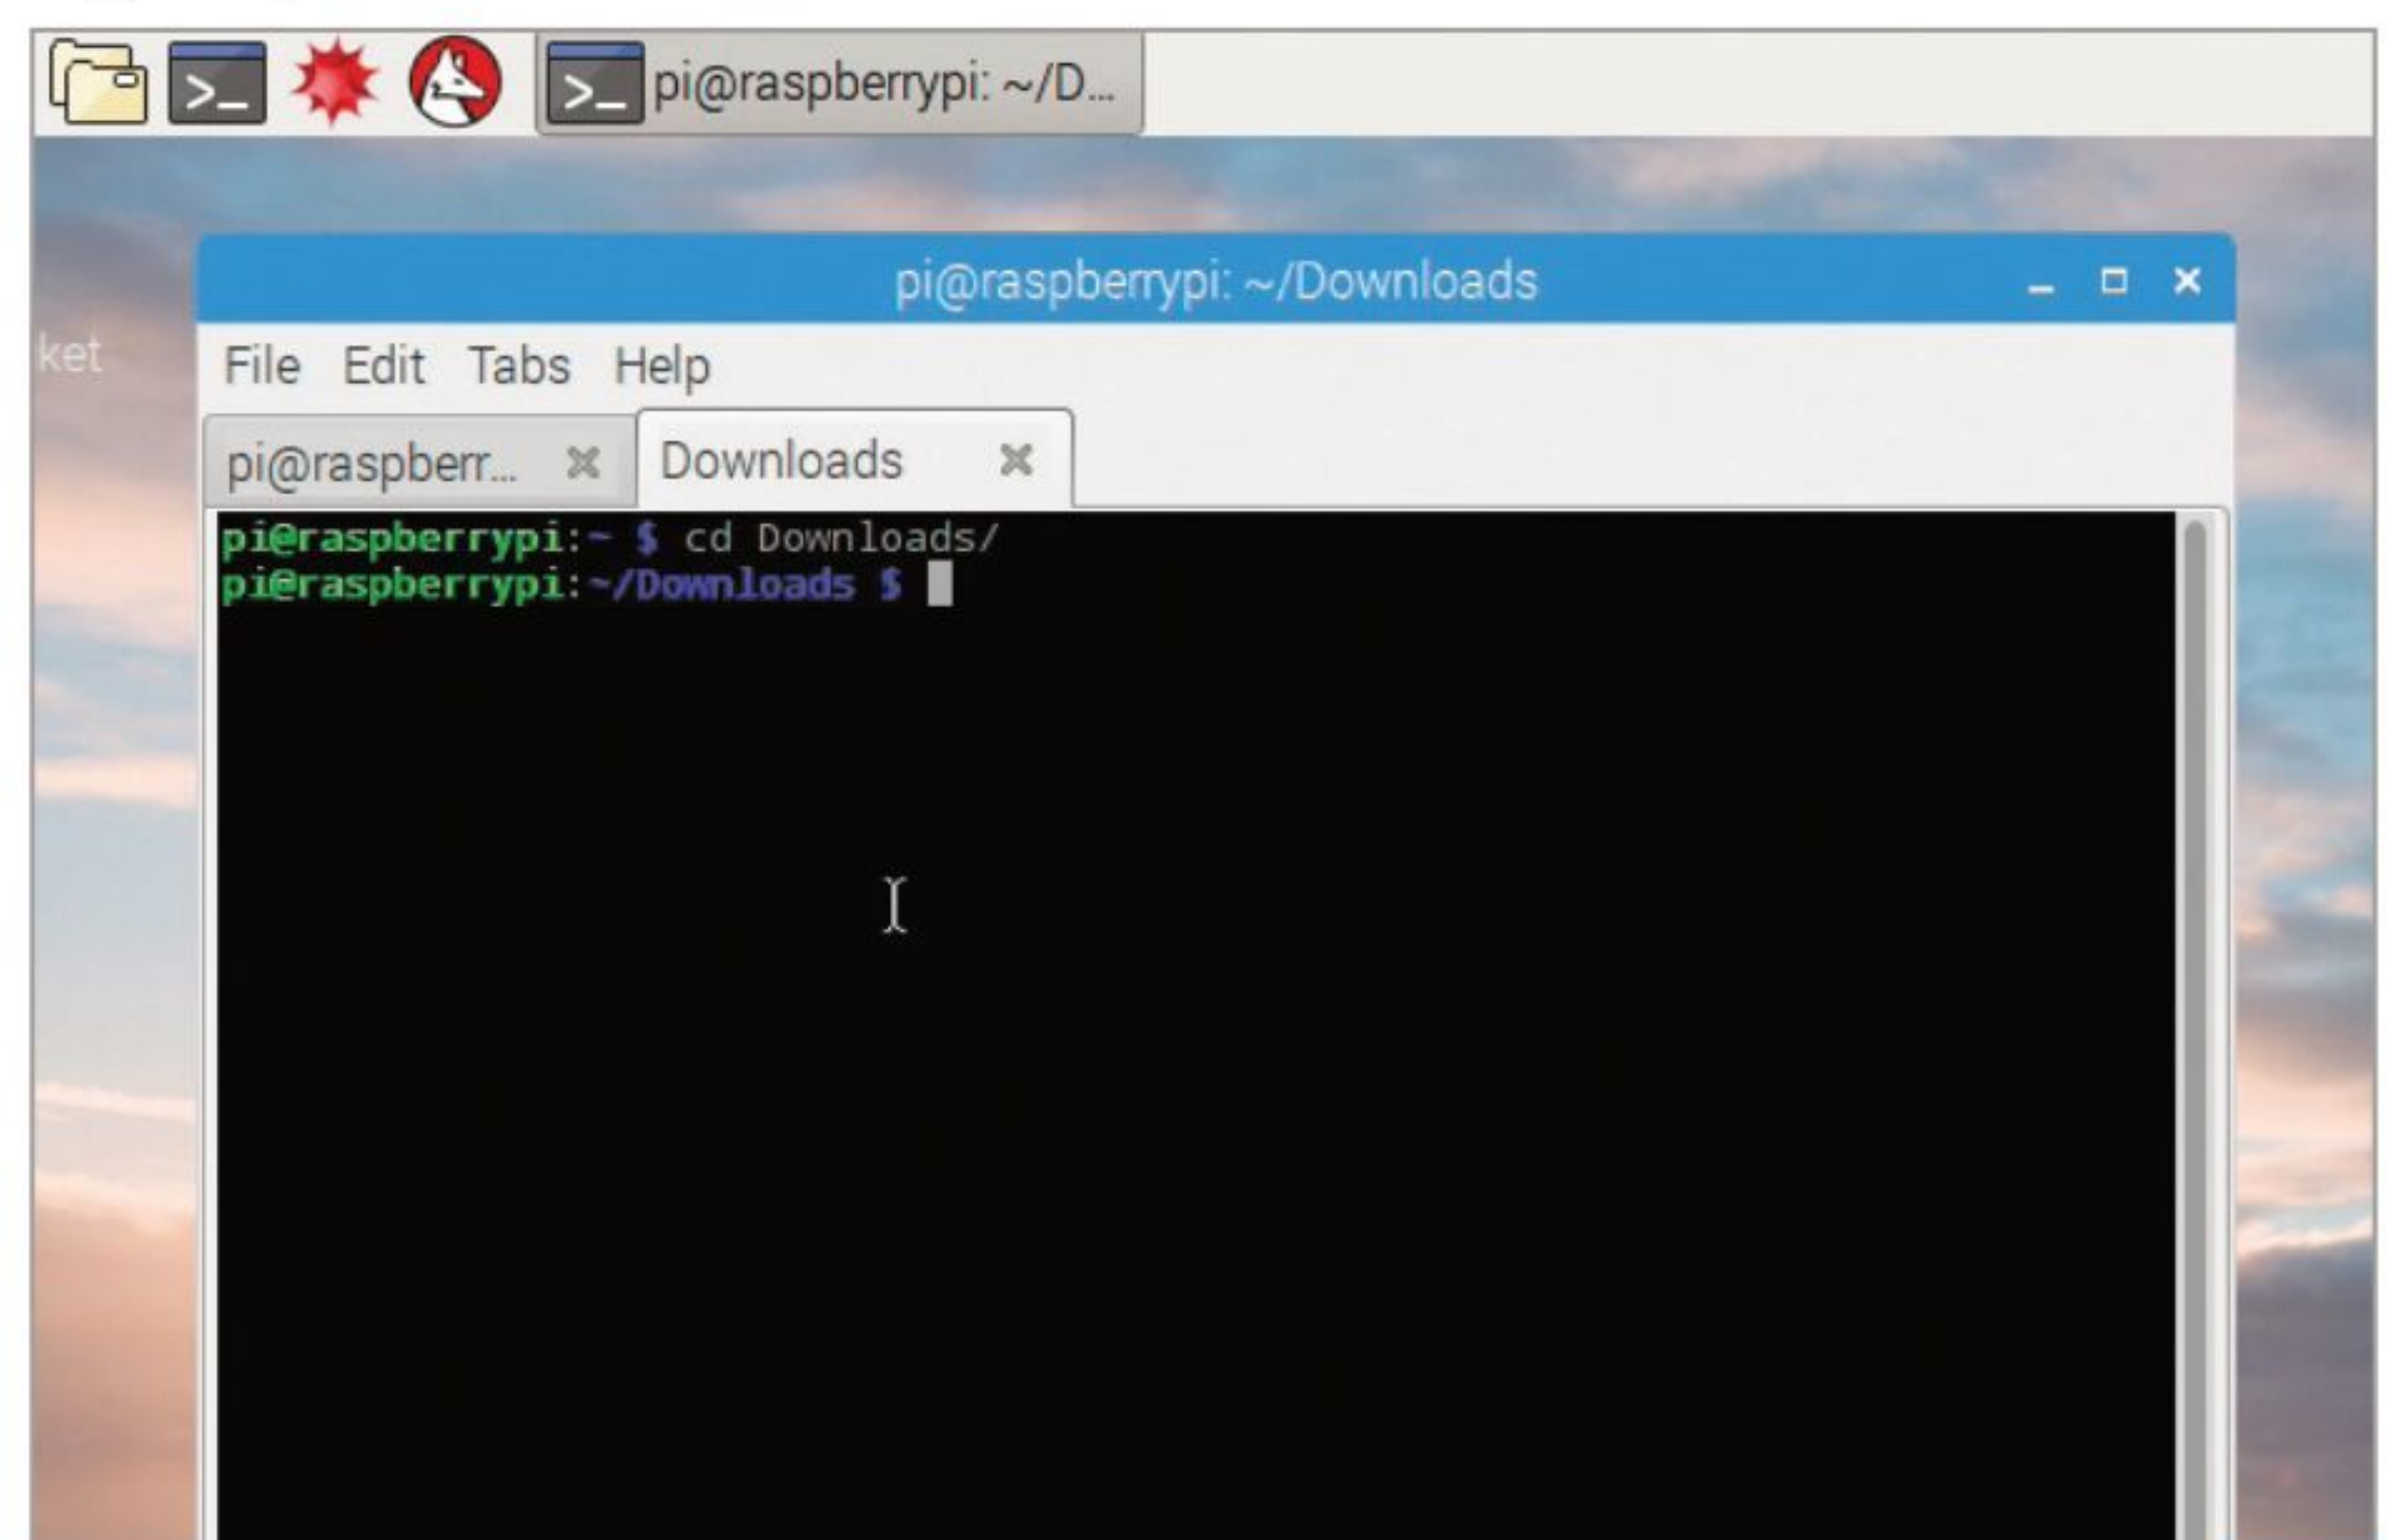 pi@raspberrypi: ~/D...
pi@raspberrypi: ~/Downloads
ket
File Edit Tabs Help
pi@raspberr... Downloads
pi@raspberrypi:~ $ cd Downloads/
pi@raspberrypi:~/Downloads $